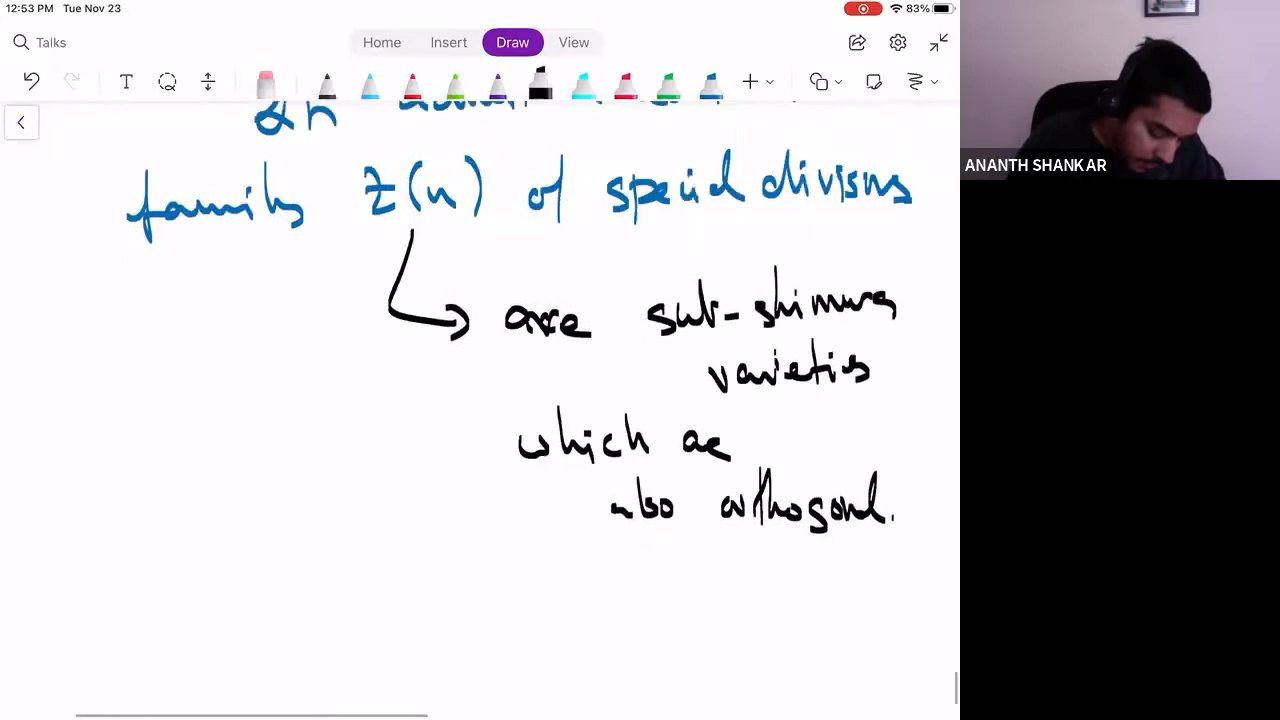 12:53 PM Tue Nov 23
83%
Talks
Home Insert Draw View
ANANTH SHANKAR
family Z(n) of special divisors
are sub-shimura
varieties
which are
also orthogonal.